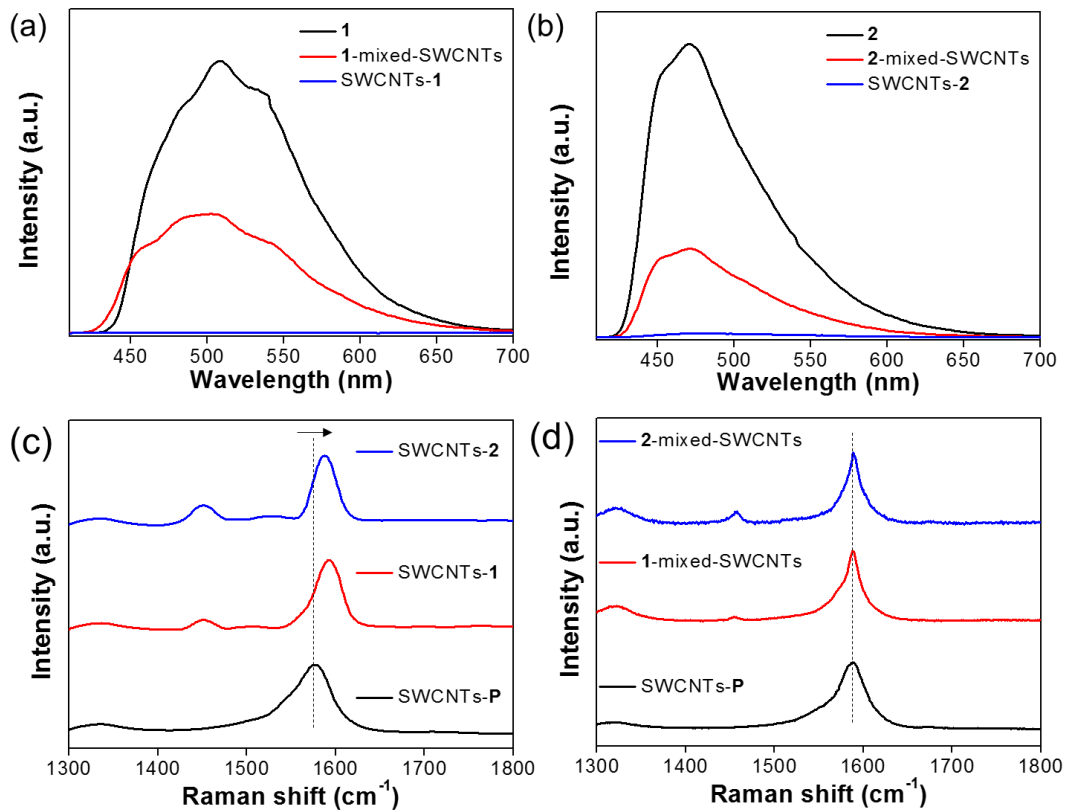 (a)
1
1-mixed-SWCNTs
SWCNTs-1
Intensity (a.u.)
450 500 550 600 650 700
Wavelength (nm)
(b)
2
2-mixed-SWCNTs
SWCNTs-2
Intensity (a.u.)
450 500 550 600 650 700
Wavelength (nm)
(c)
SWCNTs-2
SWCNTs-1
SWCNTs-P
Intensity (a.u.)
1300 1400 1500 1600 1700 1800
Raman shift (cm⁻¹)
(d)
2-mixed-SWCNTs
1-mixed-SWCNTs
SWCNTs-P
Intensity (a.u.)
1300 1400 1500 1600 1700 1800
Raman shift (cm⁻¹)